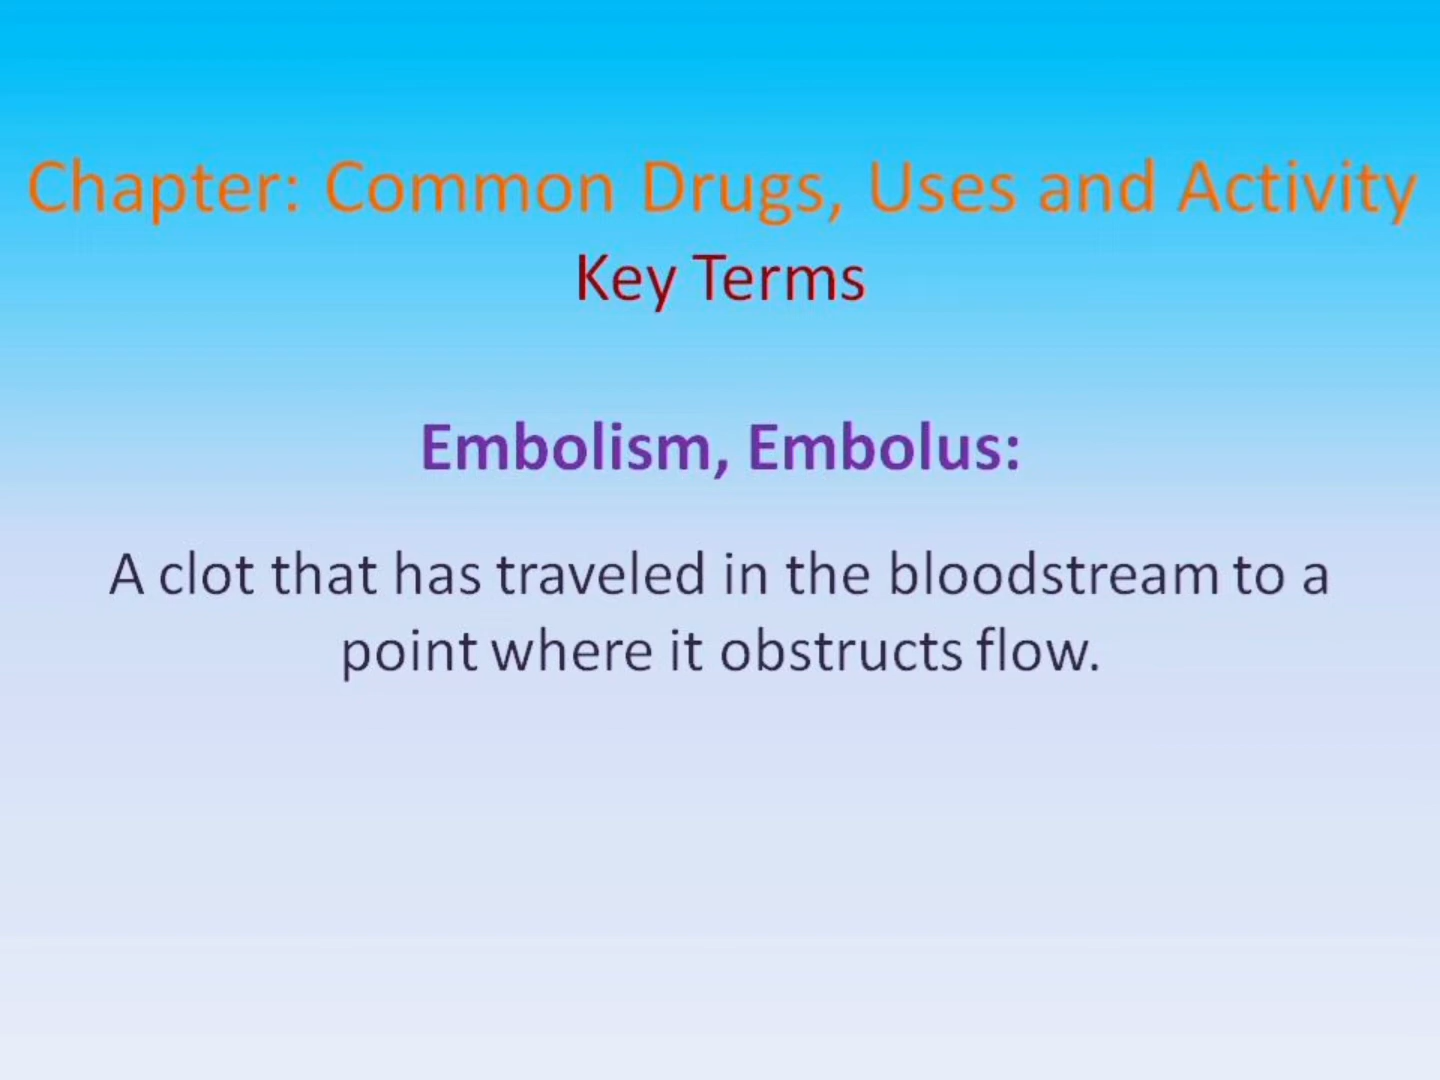 Chapter: Common Drugs, Uses and Activity
Key Terms
Embolism, Embolus:
A clot that has traveled in the bloodstream to a
point where it obstructs flow.